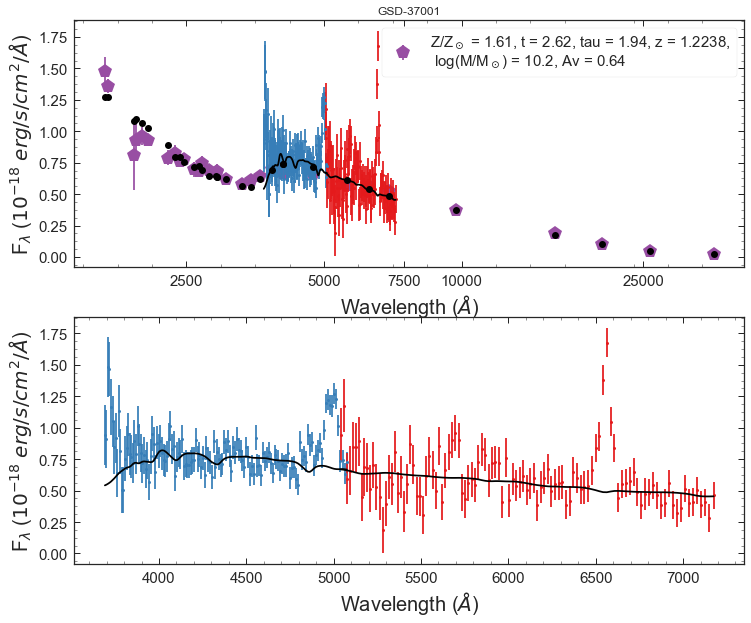 GSD-37001
Z/Z⊙ = 1.61, t = 2.62, tau = 1.94, z = 1.2238,
log(M/M⊙) = 10.2, Av = 0.64
1.75
1.50
1.25
1.00
0.75
0.50
0.25
0.00
Fλ (10⁻¹⁸ erg/s/cm²/Å)
2500 5000 7500 10000 25000
Wavelength (Å)
1.75
1.50
1.25
1.00
0.75
0.50
0.25
0.00
Fλ (10⁻¹⁸ erg/s/cm²/Å)
4000 4500 5000 5500 6000 6500 7000
Wavelength (Å)